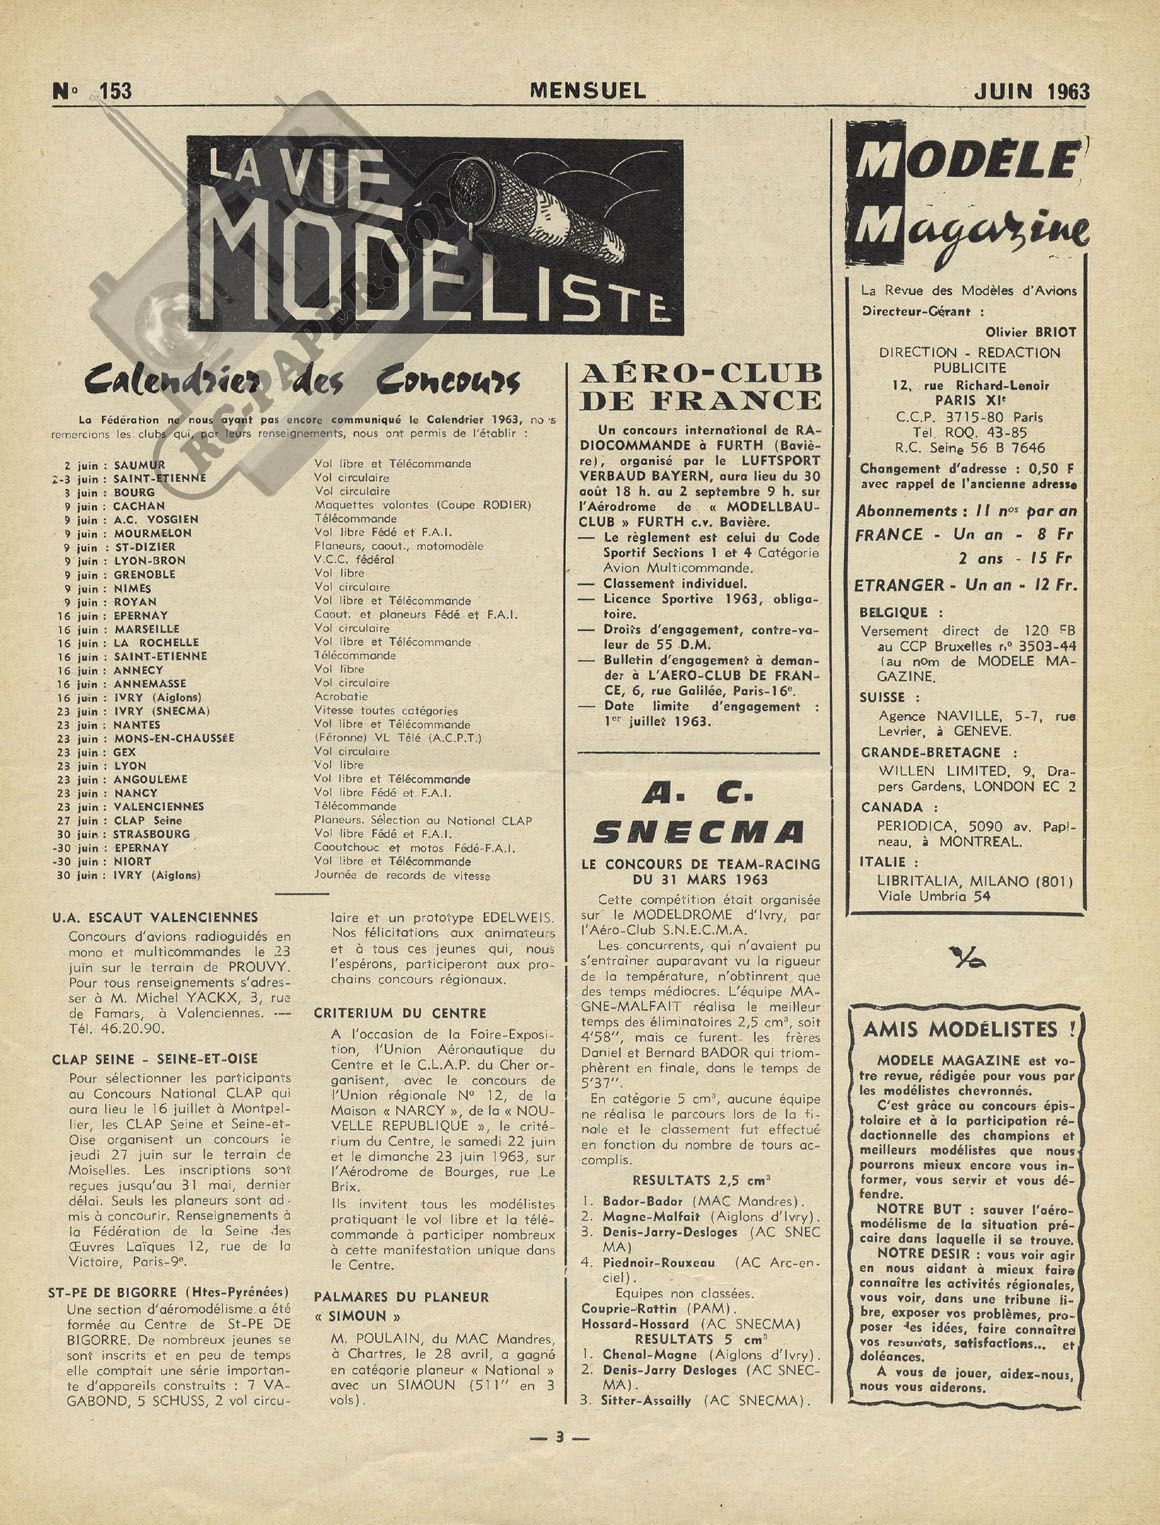 No 153
MENSUEL
JUIN 1963
LA VIE
MODELISTE
RC-PAPER.COM
Calendrier des Concours
La Fédération ne nous ayant pas encore communiqué le Calendrier 1963,
remercions les clubs qui, par leurs renseignements, nous ont permis de l'établir :
2 juin : SAUMUR Vol libre et Télécommande
2-3 juin : SAINT-ETIENNE Vol circulaire
3 juin : BOURG Vol circulaire
9 juin : CACHAN Maquettes volantes (Coupe RODIER)
9 juin : A.C. VOSGIEN Télécommande
9 juin : MOURMELON Vol libre Fédé et F.A.I.
9 juin : ST-DIZIER Planeurs, caout., motomodèle
9 juin : LYON-BRON V.C.C. fédéral
9 juin : GRENOBLE Vol libre
9 juin : NIMES Vol circulaire
9 juin : ROYAN Vol libre et Télécommande
16 juin : EPERNAY Caout. et planeurs Fédé et F.A.I.
16 juin : MARSEILLE Vol circulaire
16 juin : LA ROCHELLE Vol libre et Télécommande
16 juin : SAINT-ETIENNE Télécommande
16 juin : ANNECY Vol libre
16 juin : ANNEMASSE Vol circulaire
16 juin : IVRY (Aiglons) Acrobatie
23 juin : IVRY (SNECMA) Vitesse toutes catégories
23 juin : NANTES Vol libre et Télécommande
23 juin : MONS-EN-CHAUSSÉE (Féronne) VL Télé (A.C.P.T.)
23 juin : GEX Vol circulaire
23 juin : LYON Vol libre
23 juin : ANGOULEME Vol libre et Télécommande
23 juin : NANCY Vol libre Fédé et F.A.I.
23 juin : VALENCIENNES Télécommande
27 juin : CLAP Seine Planeurs. Sélection au National CLAP
30 juin : STRASBOURG Vol libre Fédé et F.A.I.
-30 juin : EPERNAY Caoutchouc et motos Fédé-F.A.I.
-30 juin : NIORT Vol libre et Télécommande
30 juin : IVRY (Aiglons) Journée de records de vitesse
U.A. ESCAUT VALENCIENNES
Concours d'avions radioguidés en
mono et multicommandes le 23
juin sur le terrain de PROUVY.
Pour tous renseignements s'adres-
ser à M. Michel YACKX, 3, rue
de Famars, à Valenciennes. —
Tél. 46.20.90.
CLAP SEINE - SEINE-ET-OISE
Pour sélectionner les participants
au Concours National CLAP qui
aura lieu le 16 juillet à Montpel-
lier, les CLAP Seine et Seine-et-
Oise organisent un concours le
jeudi 27 juin sur le terrain de
Moiselles. Les inscriptions sont
reçues jusqu'au 31 mai, dernier
délai. Seuls les planeurs sont ad-
mis à concourir. Renseignements à
la Fédération de la Seine des
Œuvres Laïques 12, rue de la
Victoire, Paris-9e.
ST-PE DE BIGORRE (Htes-Pyrénées)
Une section d'aéromodélisme a été
formée au Centre de St-PE DE
BIGORRE. De nombreux jeunes se
sont inscrits et en peu de temps
elle comptait une série importan-
te d'appareils construits : 7 VA-
GABOND, 5 SCHUSS, 2 vol circu-
laire et un prototype EDELWEIS.
Nos félicitations aux animateurs
et à tous ces jeunes qui, nous
l'espérons, participeront aux pro-
chains concours régionaux.
CRITERIUM DU CENTRE
A l'occasion de la Foire-Exposi-
tion, l'Union Aéronautique du
Centre et le C.L.A.P. du Cher or-
ganisent, avec le concours de
l'Union régionale No 12, de la
Maison « NARCY », de la « NOU-
VELLE REPUBLIQUE », le crité-
rium du Centre, le samedi 22 juin
et le dimanche 23 juin 1963, sur
l'Aérodrome de Bourges, rue Le
Brix.
Ils invitent tous les modélistes
pratiquant le vol libre et la télé-
commande à participer nombreux
à cette manifestation unique dans
le Centre.
PALMARES DU PLANEUR
« SIMOUN »
M. POULAIN, du MAC Mandres,
à Chartres, le 28 avril, a gagné
en catégorie planeur « National »
avec un SIMOUN (511" en 3
vols).
AÉRO-CLUB
DE FRANCE
Un concours international de RA-
DIOCOMMANDE à FURTH (Baviè-
re), organisé par le LUFTSPORT
VERBAUD BAYERN, aura lieu du 30
août 18 h. au 2 septembre 9 h. sur
l'Aérodrome de « MODELLBAU-
CLUB » FURTH c.v. Bavière.
— Le règlement est celui du Code
Sportif Sections 1 et 4 Catégorie
Avion Multicommande.
— Classement individuel.
— Licence Sportive 1963, obliga-
toire.
— Droits d'engagement, contre-va-
leur de 55 D.M.
— Bulletin d'engagement à deman-
der à L'AERO-CLUB DE FRAN-
CE, 6, rue Galilée, Paris-16e.
— Date limite d'engagement :
1er juillet 1963.
A. C.
SNECMA
LE CONCOURS DE TEAM-RACING
DU 31 MARS 1963
Cette compétition était organisée
sur le MODELDROME d'Ivry, par
l'Aéro-Club S.N.E.C.M.A.
Les concurrents, qui n'avaient pu
s'entraîner auparavant vu la rigueur
de la température, n'obtinrent que
des temps médiocres. L'équipe MA-
GNE-MALFAIT réalisa le meilleur
temps des éliminatoires 2,5 cm³, soit
4'58", mais ce furent les frères
Daniel et Bernard BADOR qui triom-
phèrent en finale, dans le temps de
5'37".
En catégorie 5 cm³, aucune équipe
ne réalisa le parcours lors de la fi-
nale et le classement fut effectué
en fonction du nombre de tours ac-
complis.
RESULTATS 2,5 cm³
1. Bador-Bador (MAC Mandres).
2. Magne-Malfait (Aiglons d'Ivry).
3. Denis-Jarry-Desloges (AC SNEC
MA)
4. Piednoir-Rouxeau (AC Arc-en-
ciel).
Equipes non classées.
Couprie-Rattin (PAM).
Hossard-Hossard (AC SNECMA)
RESULTATS 5 cm³
1. Chenal-Magne (Aiglons d'Ivry).
2. Denis-Jarry Desloges (AC SNEC-
MA).
3. Sitter-Assailly (AC SNECMA).
MODÈLE
Magazine
La Revue des Modèles d'Avions
Directeur-Gérant :
Olivier BRIOT
DIRECTION - REDACTION
PUBLICITE
12, rue Richard-Lenoir
PARIS XIe
C.C.P. 3715-80 Paris
Tél. ROQ. 43-85
R.C. Seine 56 B 7646
Changement d'adresse : 0,50 F
avec rappel de l'ancienne adresse
Abonnements : 11 nos par an
FRANCE - Un an - 8 Fr
2 ans - 15 Fr
ETRANGER - Un an - 12 Fr.
BELGIQUE :
Versement direct de 120 FB
au CCP Bruxelles no 3503-44
(au nom de MODELE MA-
GAZINE.
SUISSE :
Agence NAVILLE, 5-7, rue
Levrier, à GENEVE.
GRANDE-BRETAGNE :
WILLEN LIMITED, 9, Dra-
pers Gardens, LONDON EC 2
CANADA :
PERIODICA, 5090 av. Papi-
neau, à MONTREAL.
ITALIE :
LIBRITALIA, MILANO (801)
Viale Umbria 54
AMIS MODÉLISTES !
MODELE MAGAZINE est vo-
tre revue, rédigée pour vous par
les modélistes chevronnés.
C'est grâce au concours épis-
tolaire et à la participation ré-
dactionnelle des champions et
meilleurs modélistes que nous
pourrons mieux encore vous in-
former, vous servir et vous dé-
fendre.
NOTRE BUT : sauver l'aéro-
modélisme de la situation pré-
caire dans laquelle il se trouve.
NOTRE DESIR : vous voir agir
en nous aidant à mieux faire
connaître les activités régionales,
vous voir, dans une tribune li-
bre, exposer vos problèmes, pro-
poser des idées, faire connaître
vos résultats, satisfactions... et
doléances.
A vous de jouer, aidez-nous,
nous vous aiderons.
— 3 —